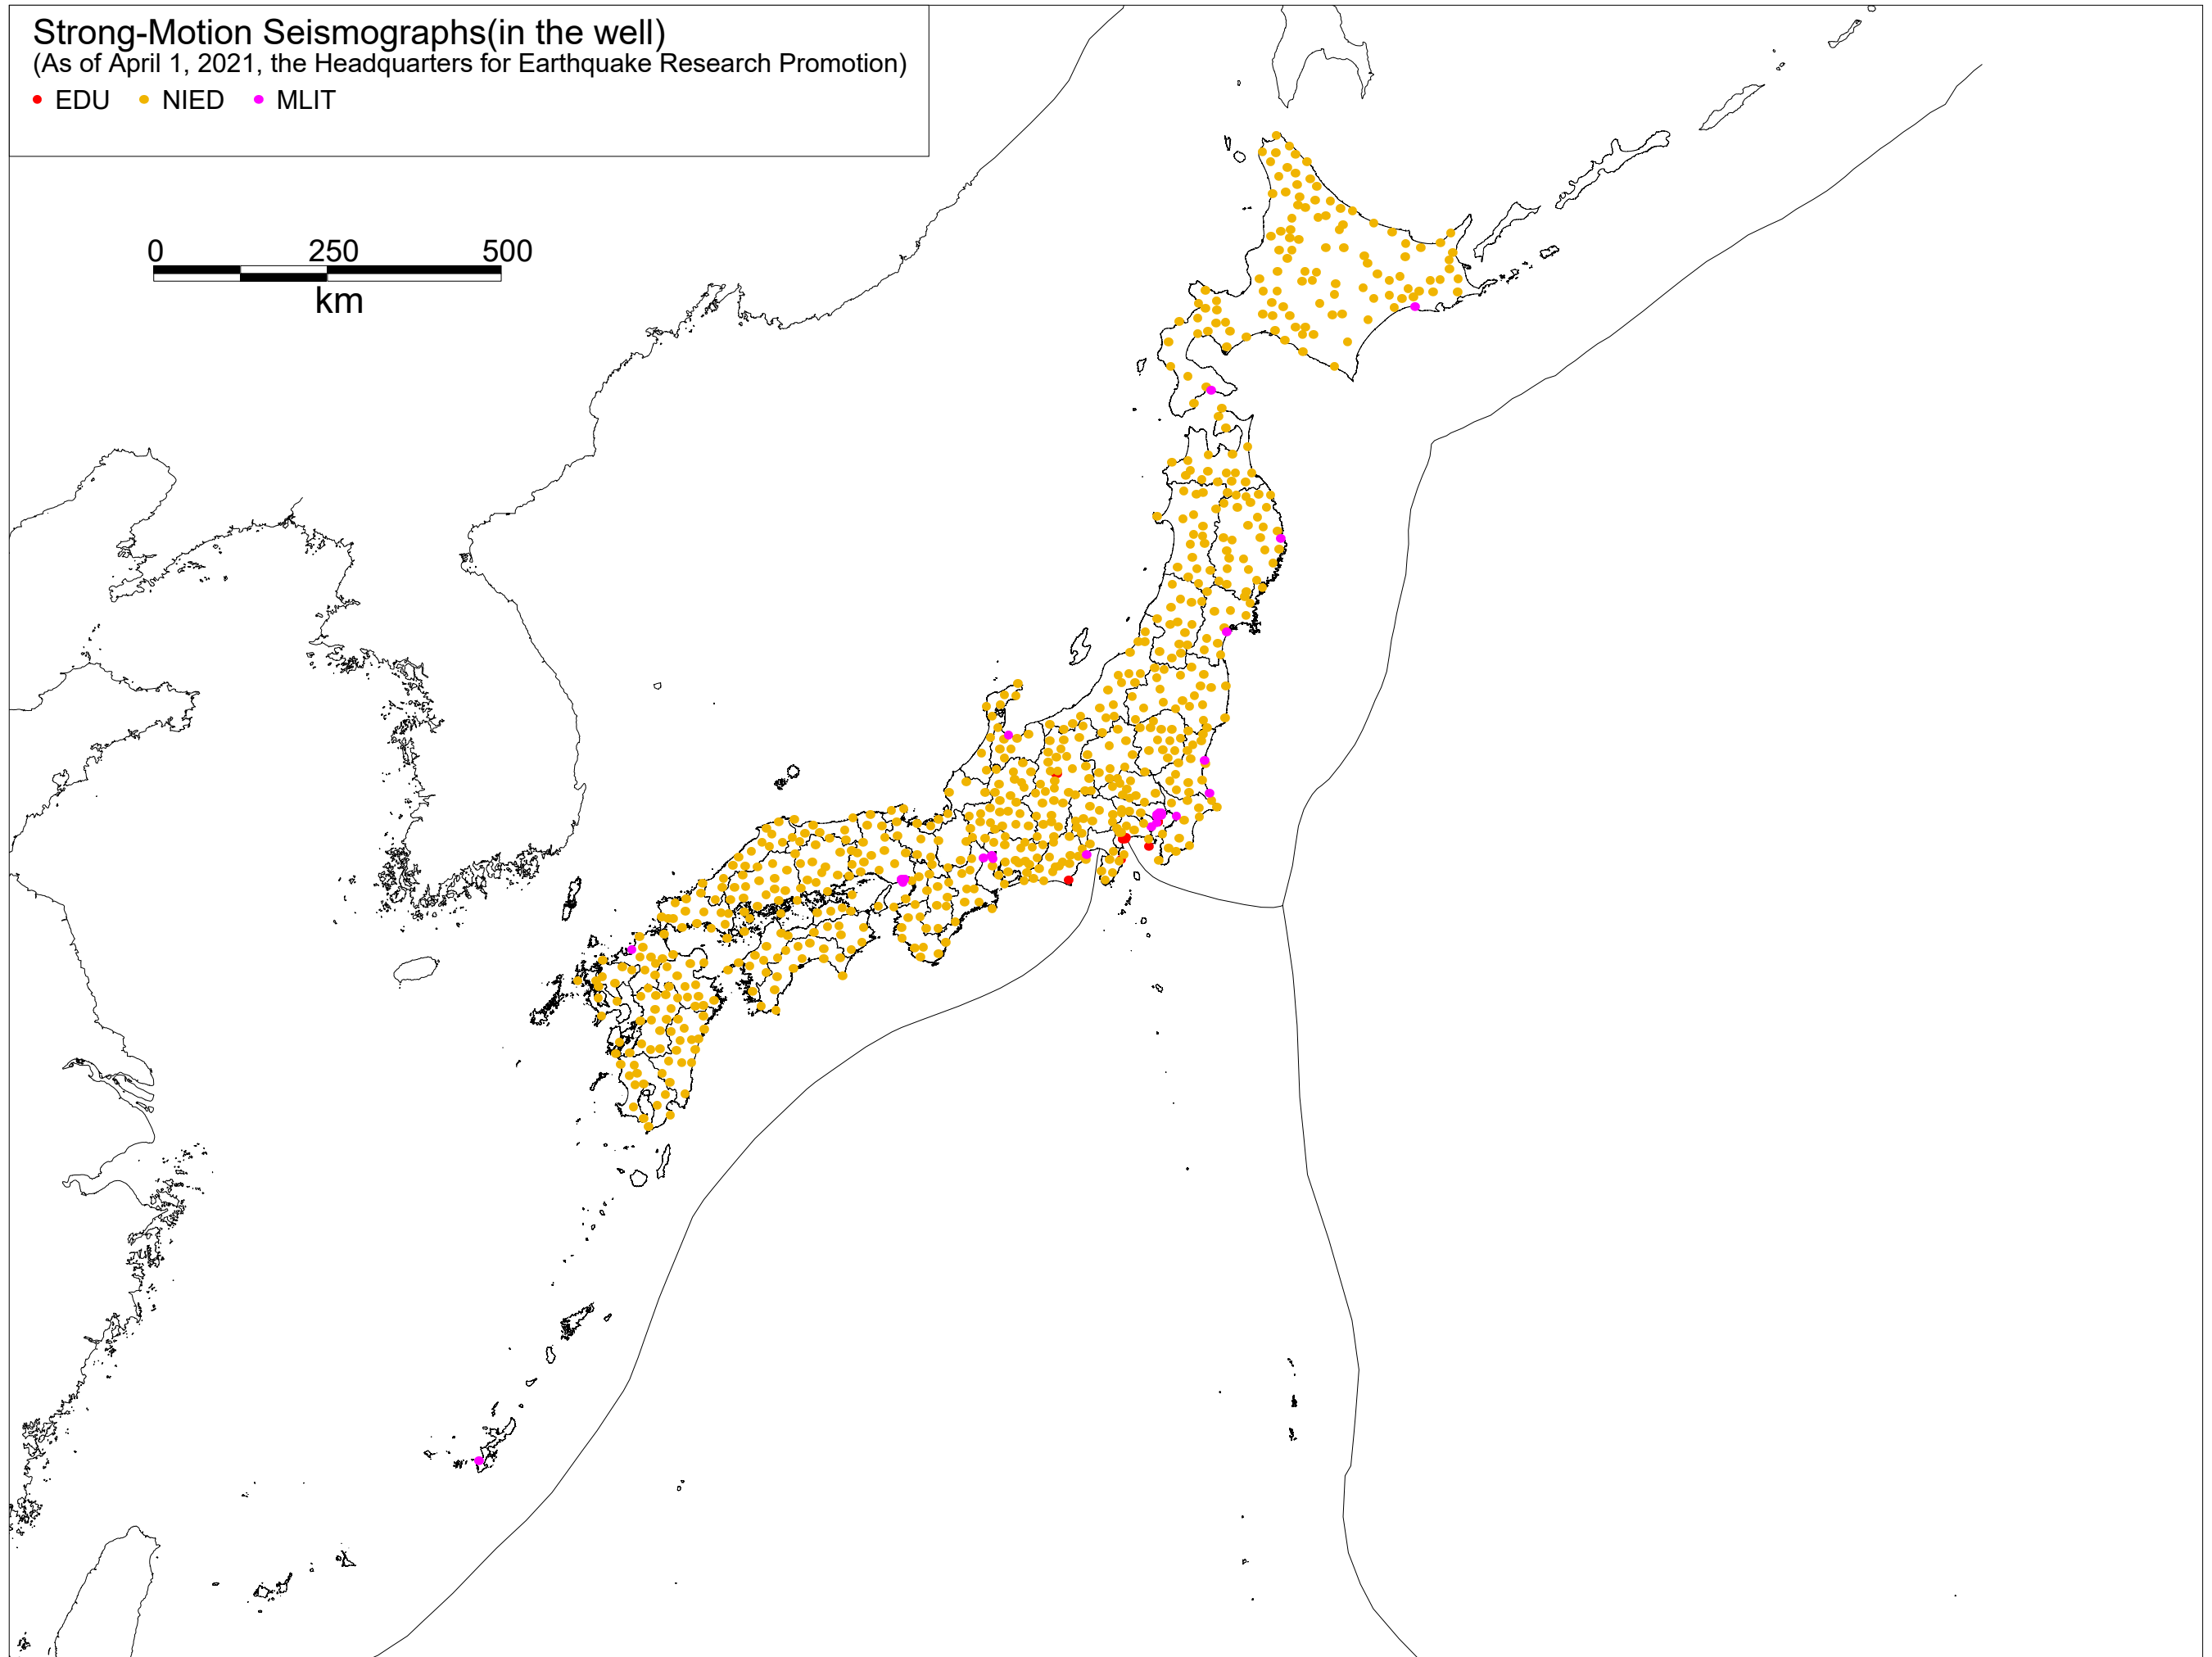 Strong-Motion Seismographs(in the well)
(As of April 1, 2021, the Headquarters for Earthquake Research Promotion)
EDU NIED MLIT
0 250 500
km